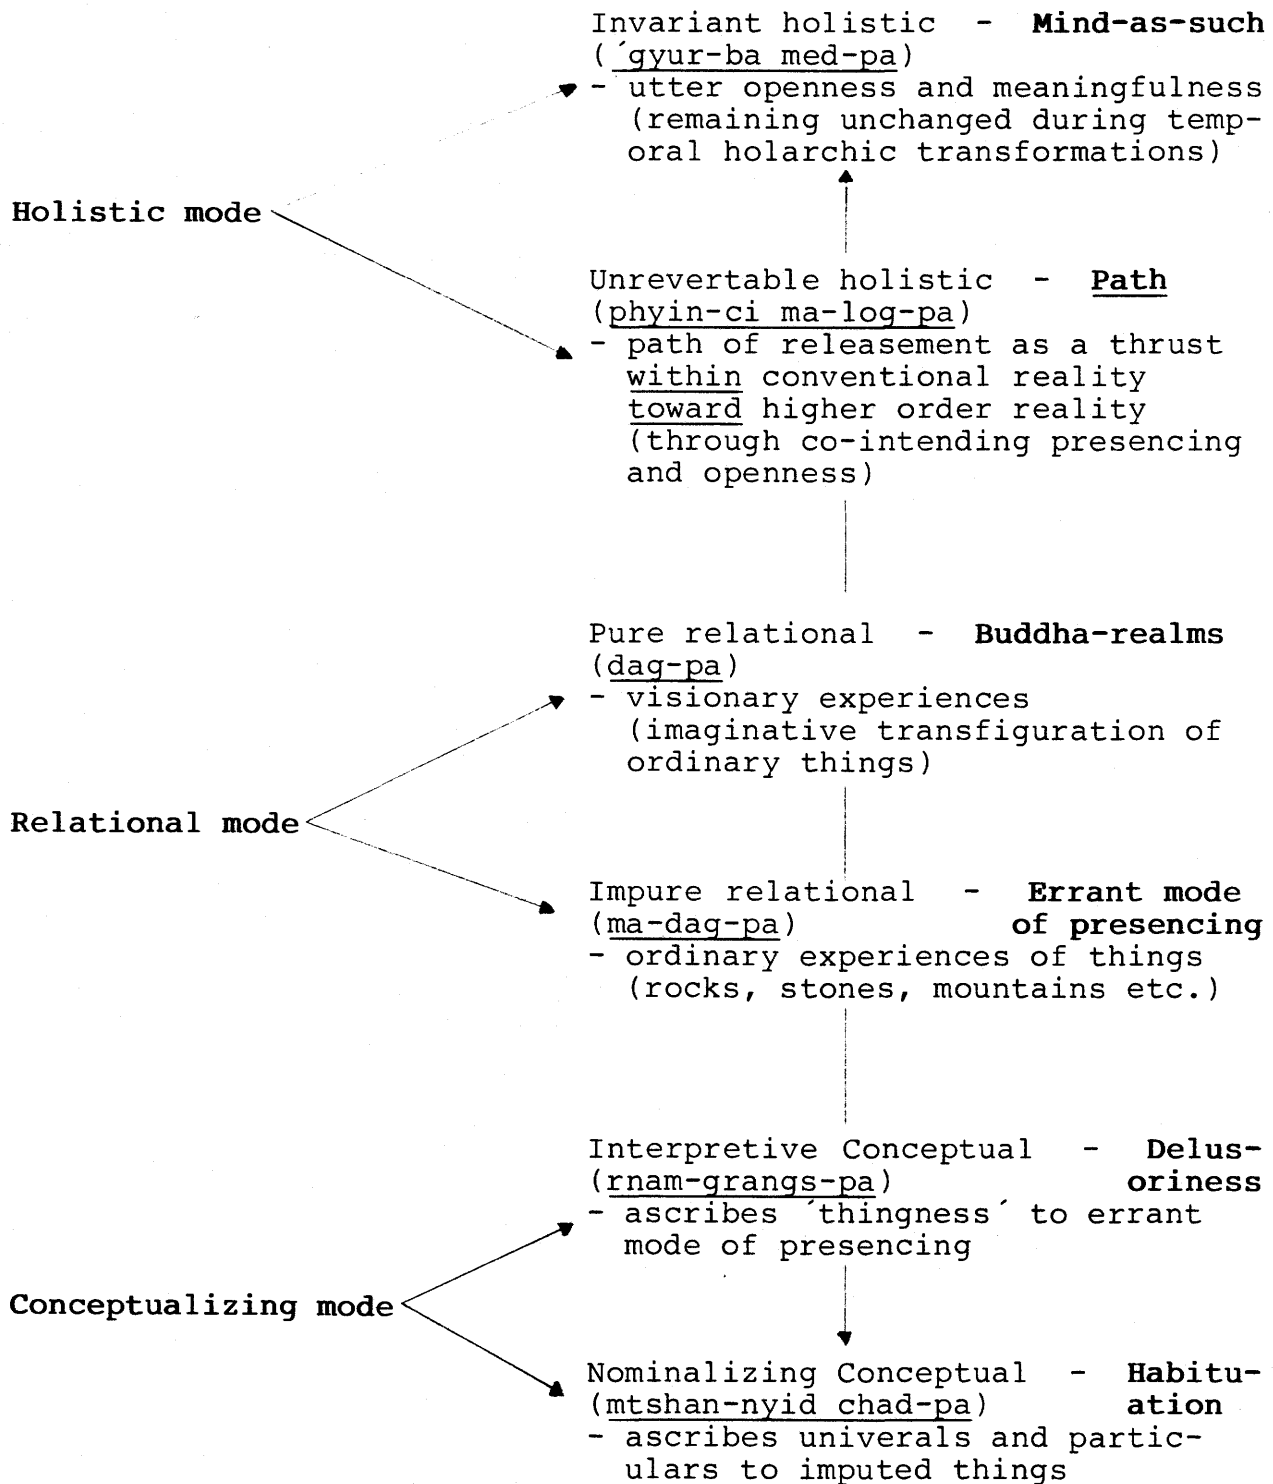 Invariant holistic - Mind-as-such
(´gyur-ba med-pa)
- utter openness and meaningfulness
(remaining unchanged during temp-
oral holarchic transformations)
Holistic mode
Unrevertable holistic - Path
(phyin-ci ma-log-pa)
- path of releasement as a thrust
within conventional reality
toward higher order reality
(through co-intending presencing
and openness)
Pure relational - Buddha-realms
(dag-pa)
- visionary experiences
(imaginative transfiguration of
ordinary things)
Relational mode
Impure relational - Errant mode
(ma-dag-pa) of presencing
- ordinary experiences of things
(rocks, stones, mountains etc.)
Interpretive Conceptual - Delus-
(rnam-grangs-pa) oriness
- ascribes ´thingness´ to errant
mode of presencing
Conceptualizing mode
Nominalizing Conceptual - Habitu-
(mtshan-nyid chad-pa) ation
- ascribes univerals and partic-
ulars to imputed things